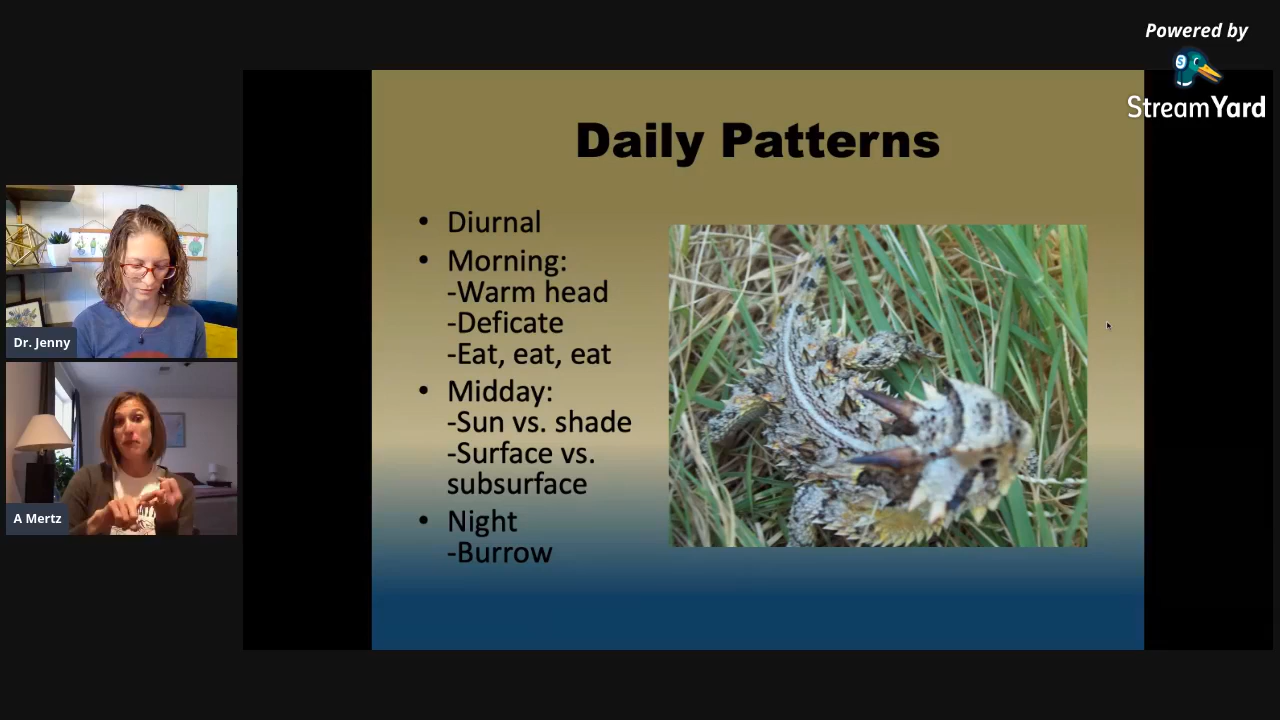 Powered by
StreamYard
Daily Patterns
• Diurnal
• Morning:
-Warm head
-Deficate
-Eat, eat, eat
• Midday:
-Sun vs. shade
-Surface vs.
subsurface
• Night
-Burrow
Dr. Jenny
A Mertz